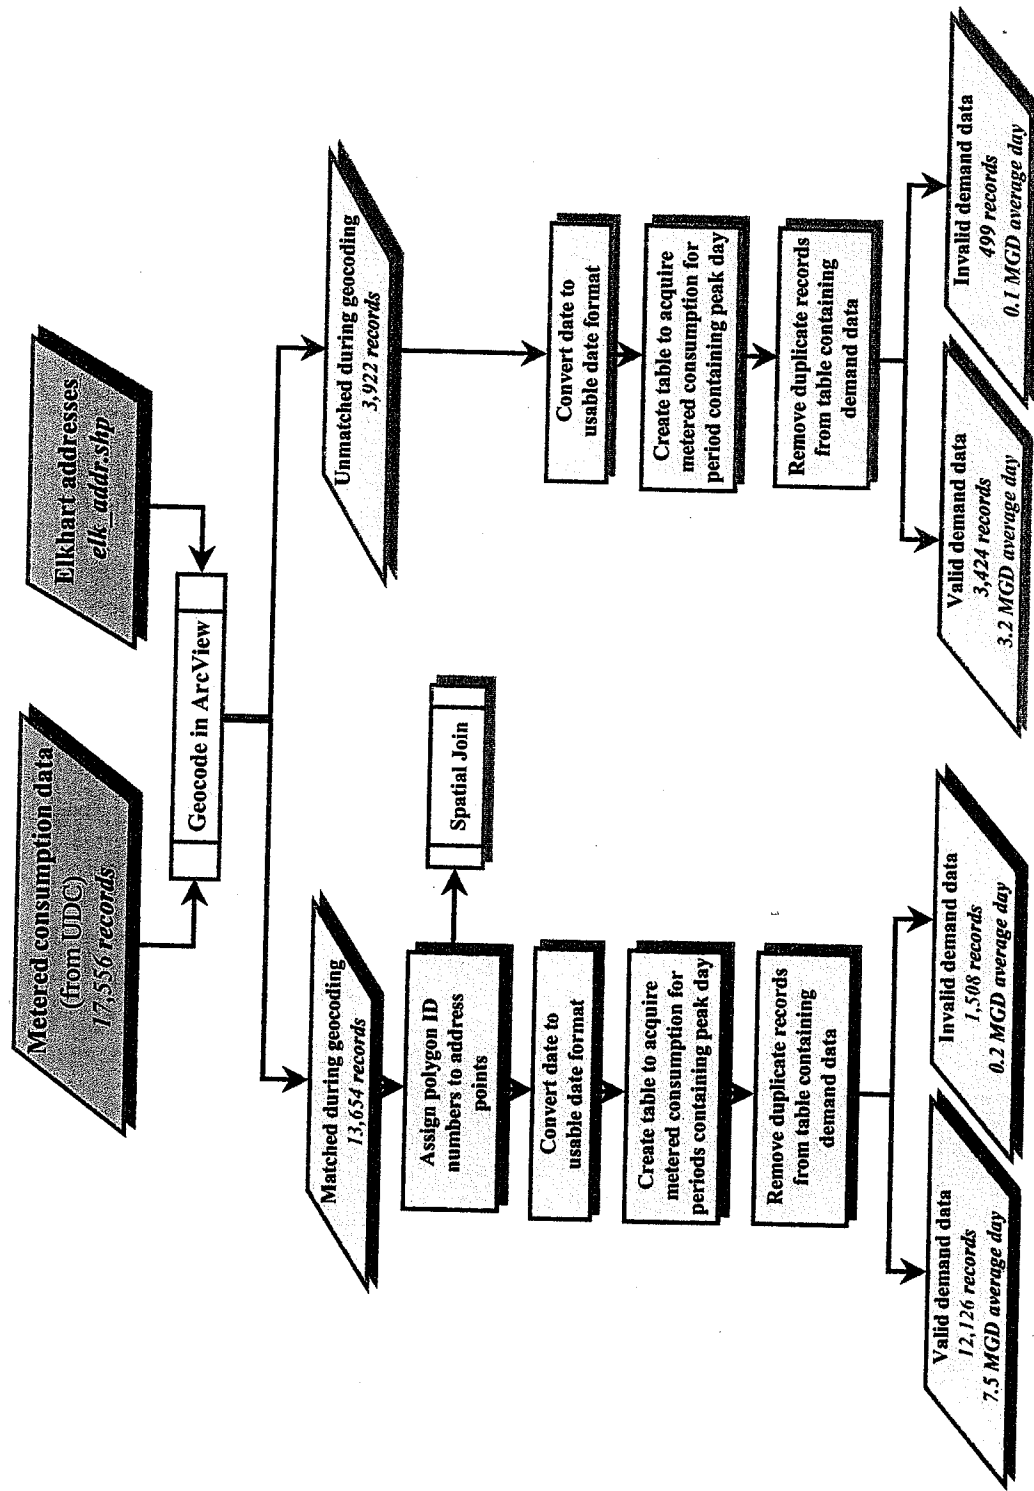 Metered consumption data
(from UDC)
17,556 records
Elkhart addresses
elk_addr.shp
Geocode in ArcView
Matched during geocoding
13,654 records
Unmatched during geocoding
3,922 records
Assign polygon ID
numbers to address
points
Spatial Join
Convert date to
usable date format
Create table to acquire
metered consumption for
periods containing peak day
Remove duplicate records
from table containing
demand data
Valid demand data
12,126 records
7.5 MGD average day
Invalid demand data
1,508 records
0.2 MGD average day
Convert date to
usable date format
Create table to acquire
metered consumption for
period containing peak day
Remove duplicate records
from table containing
demand data
Valid demand data
3,424 records
3.2 MGD average day
Invalid demand data
499 records
0.1 MGD average day